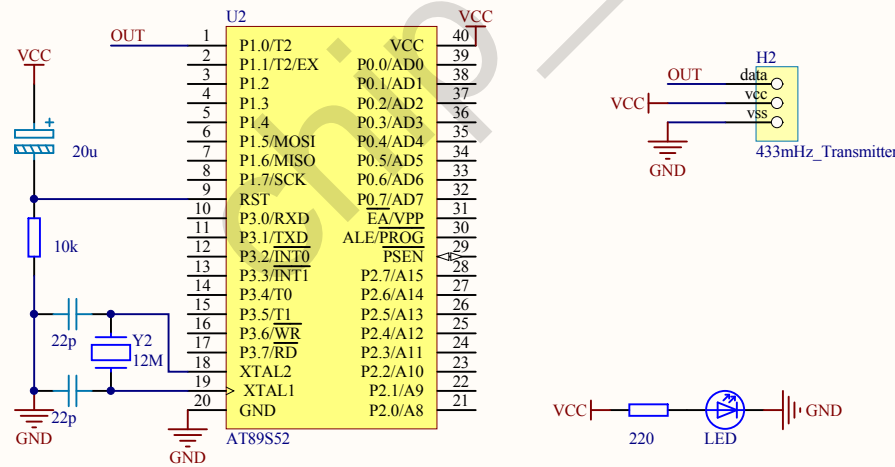 U2
OUT
1 P1.0/T2 VCC 40 VCC
2 P1.1/T2/EX P0.0/AD0 39
3 P1.2 P0.1/AD1 38
4 P1.3 P0.2/AD2 37
5 P1.4 P0.3/AD3 36
6 P1.5/MOSI P0.4/AD4 35
7 P1.6/MISO P0.5/AD5 34
8 P1.7/SCK P0.6/AD6 33
9 RST P0.7/AD7 32
10 P3.0/RXD EA/VPP 31
11 P3.1/TXD ALE/PROG 30
12 P3.2/INT0 PSEN 29
13 P3.3/INT1 P2.7/A15 28
14 P3.4/T0 P2.6/A14 27
15 P3.5/T1 P2.5/A13 26
16 P3.6/WR P2.4/A12 25
17 P3.7/RD P2.3/A11 24
18 XTAL2 P2.2/A10 23
19 XTAL1 P2.1/A9 22
20 GND P2.0/A8 21
AT89S52
GND
VCC
+
20u
10k
22p
Y2
12M
22p
GND
H2
OUT data
VCC vcc
vss
GND
433mHz_Transmitter
VCC
220
LED
GND
chip_